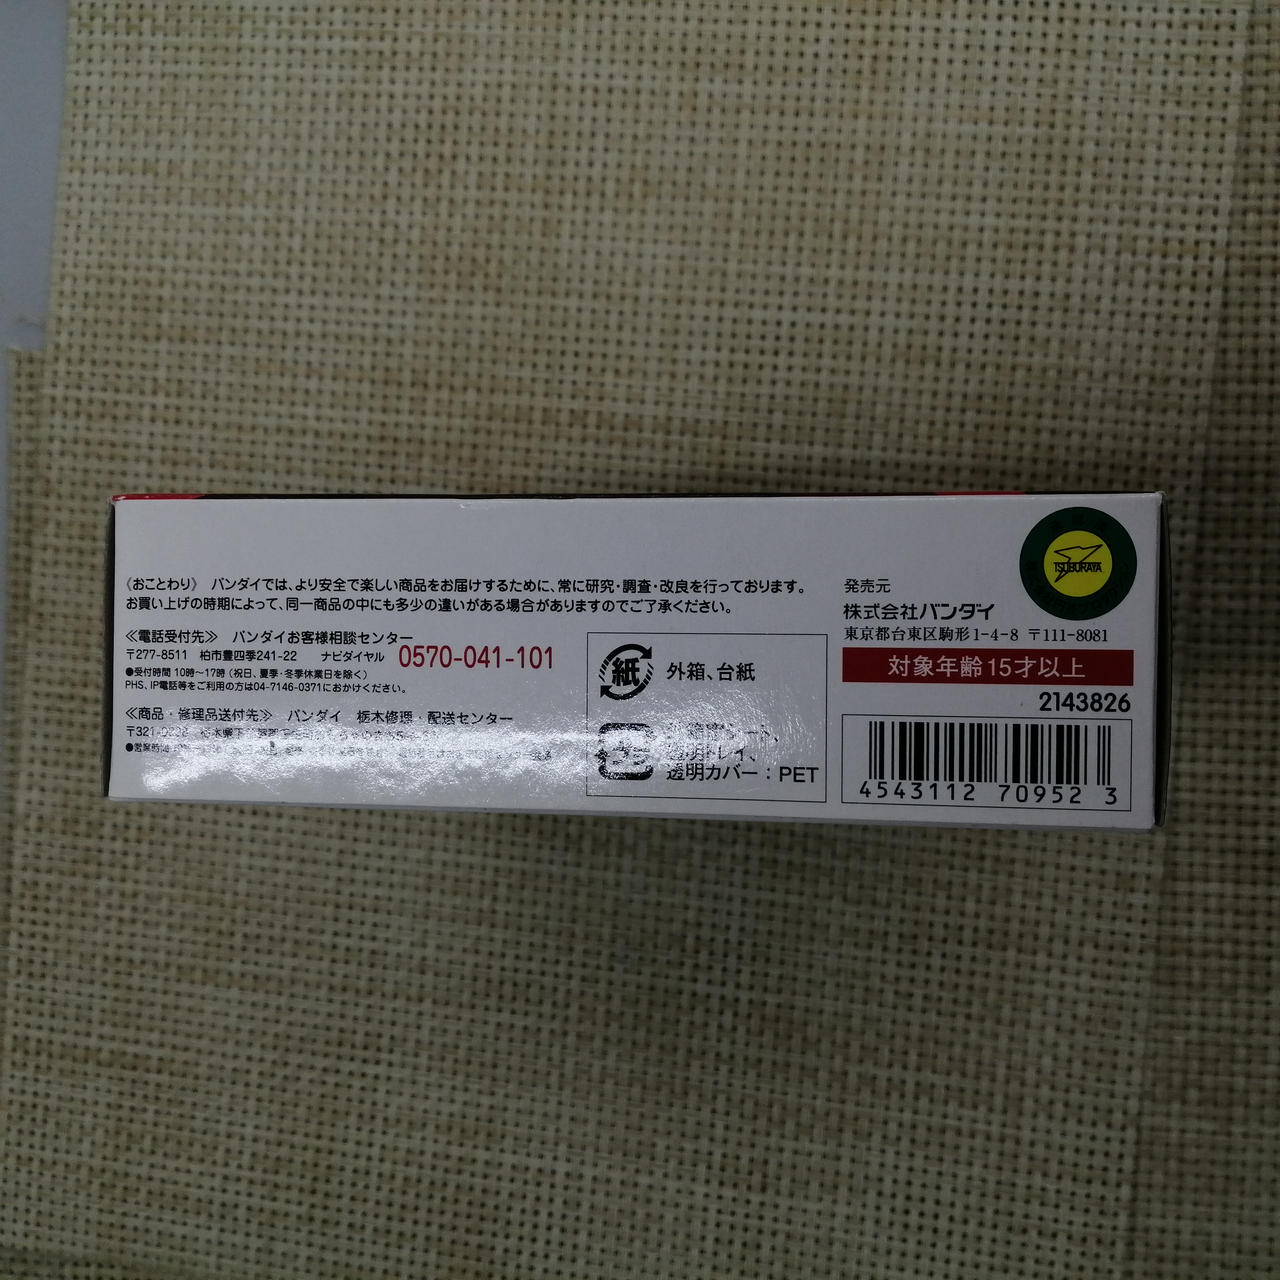 《おことわり》 バンダイでは、より安全で楽しい商品をお届けするために、常に研究・調査・改良を行っております。
お買い上げの時期によって、同一商品の中にも多少の違いがある場合がありますのでご了承ください。
≪電話受付先≫ バンダイお客様相談センター
〒277-8511 柏市豊四季241-22 ナビダイヤル 0570-041-101
●受付時間 10時〜17時(祝日、夏季・冬季休業日を除く)
PHS、IP電話等をご利用の方は04-7146-0371におかけください。
≪商品・修理品送付先≫ バンダイ 栃木修理・配送センター
〒321-
●営業時間
紙
外箱、台紙
透明トレイ、
透明カバー：PET
TSUBURAYA
発売元
株式会社バンダイ
東京都台東区駒形1-4-8 〒111-8081
対象年齢 15才以上
2143826
4543112 70952 3